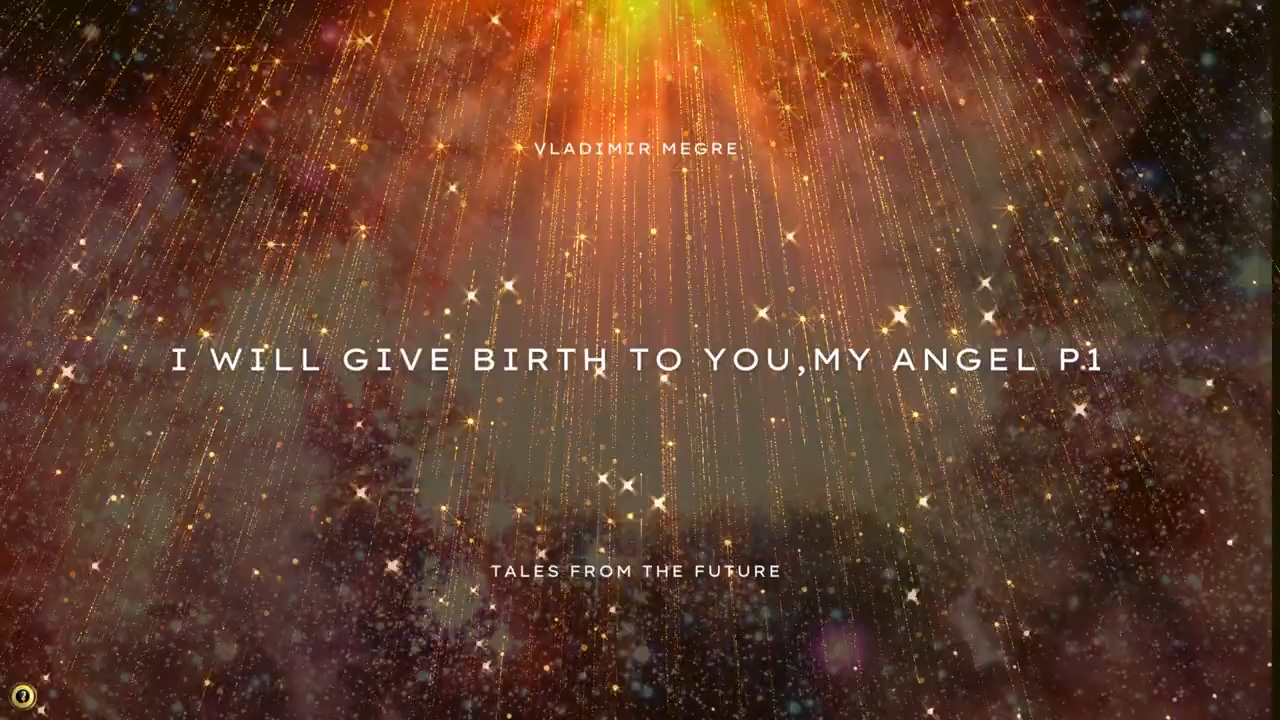 VLADIMIR MEGRE
I WILL GIVE BIRTH TO YOU,MY ANGEL P.1
TALES FROM THE FUTURE